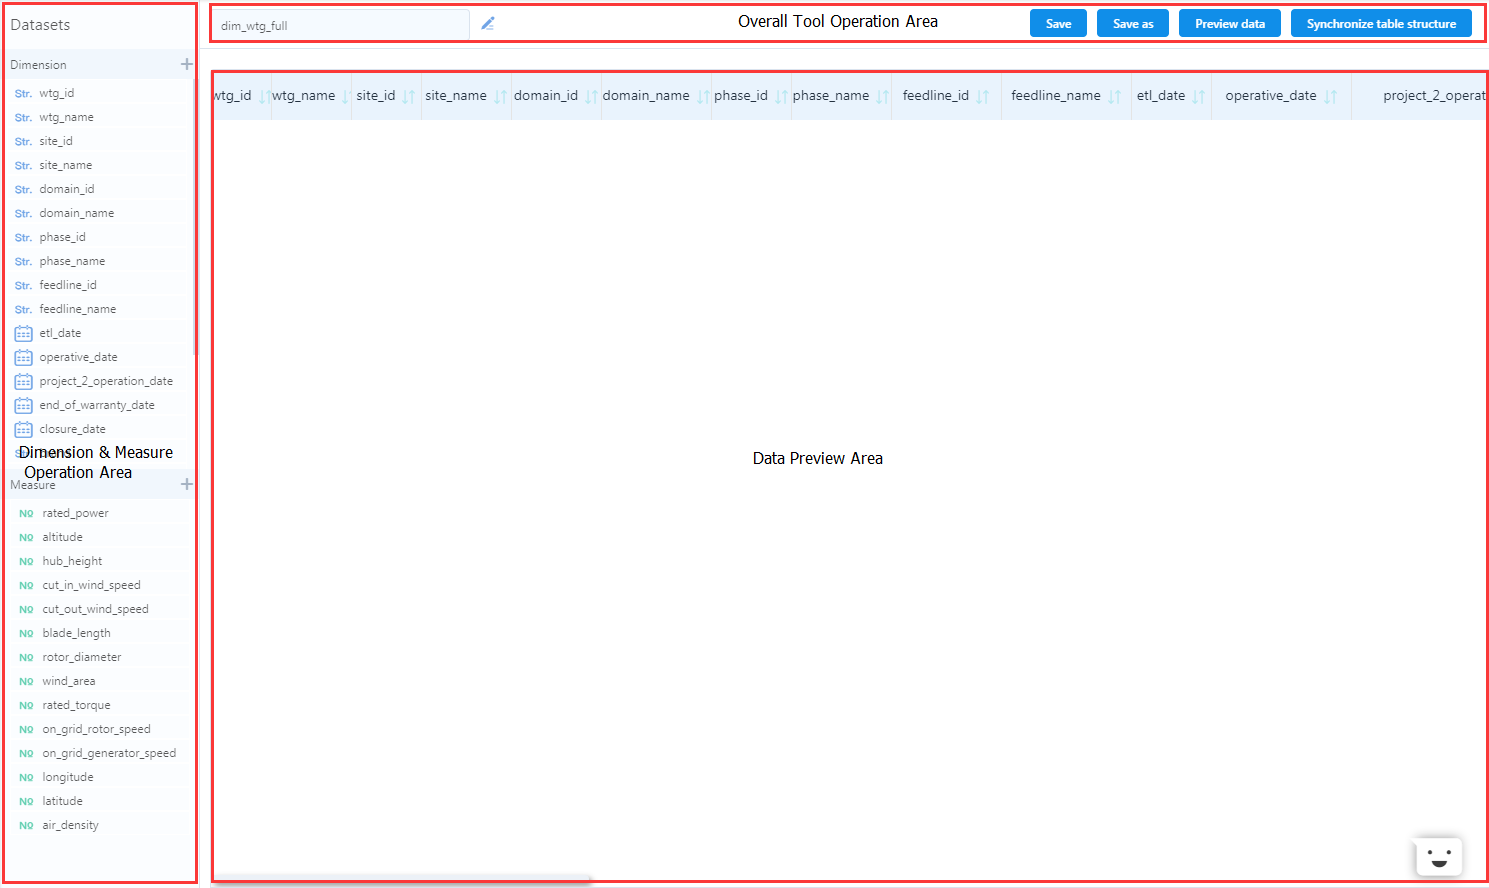 Datasets
dim_wtg_full
Overall Tool Operation Area
Save
Save as
Preview data
Synchronize table structure
Dimension
Str. wtg_id
Str. wtg_name
Str. site_id
Str. site_name
Str. domain_id
Str. domain_name
Str. phase_id
Str. phase_name
Str. feedline_id
Str. feedline_name
etl_date
operative_date
project_2_operation_date
end_of_warranty_date
closure_date
Dimension & Measure
Operation Area
Measure
No rated_power
No altitude
No hub_height
No cut_in_wind_speed
No cut_out_wind_speed
No blade_length
No rotor_diameter
No wind_area
No rated_torque
No on_grid_rotor_speed
No on_grid_generator_speed
No longitude
No latitude
No air_density
wtg_id wtg_name site_id site_name domain_id domain_name phase_id phase_name feedline_id feedline_name etl_date operative_date project_2_operat
Data Preview Area